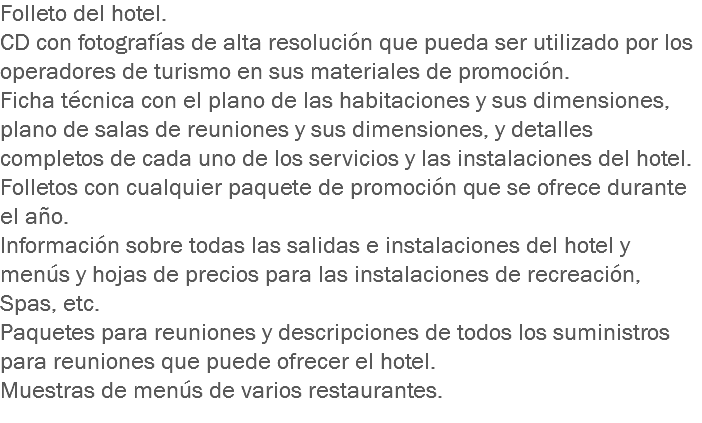 Folleto del hotel.
CD con fotografías de alta resolución que pueda ser utilizado por los
operadores de turismo en sus materiales de promoción.
Ficha técnica con el plano de las habitaciones y sus dimensiones,
plano de salas de reuniones y sus dimensiones, y detalles
completos de cada uno de los servicios y las instalaciones del hotel.
Folletos con cualquier paquete de promoción que se ofrece durante
el año.
Información sobre todas las salidas e instalaciones del hotel y
menús y hojas de precios para las instalaciones de recreación,
Spas, etc.
Paquetes para reuniones y descripciones de todos los suministros
para reuniones que puede ofrecer el hotel.
Muestras de menús de varios restaurantes.